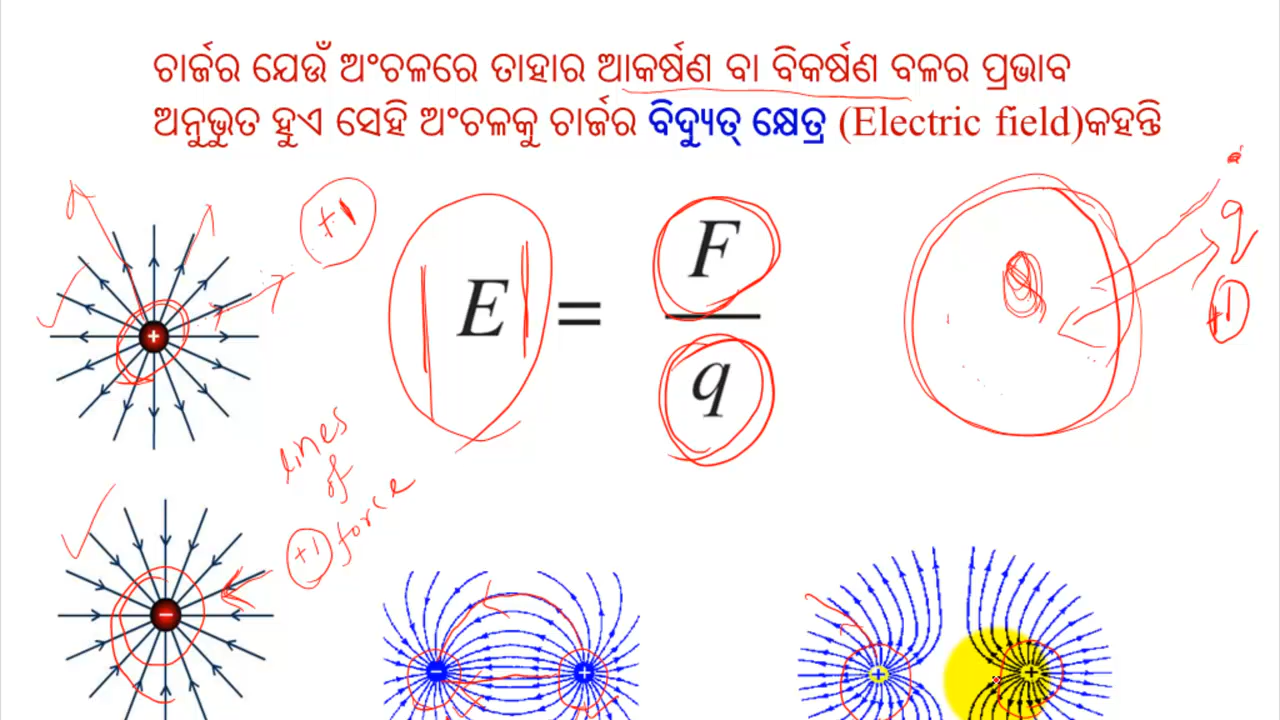 ଚାର୍ଜର ଯେଉଁ ଅଂଚଳରେ ତାହାର ଆକର୍ଷଣ ବା ବିକର୍ଷଣ ବଳର ପ୍ରଭାବ
ଅନୁଭୁତ ହୁଏ ସେହି ଅଂଚଳକୁ ଚାର୍ଜର ବିଦ୍ୟୁତ୍ କ୍ଷେତ୍ର (Electric field)କହନ୍ତି
+1
E = F / q
q
+1
+
lines
of
force
+1
−
− +
+ +